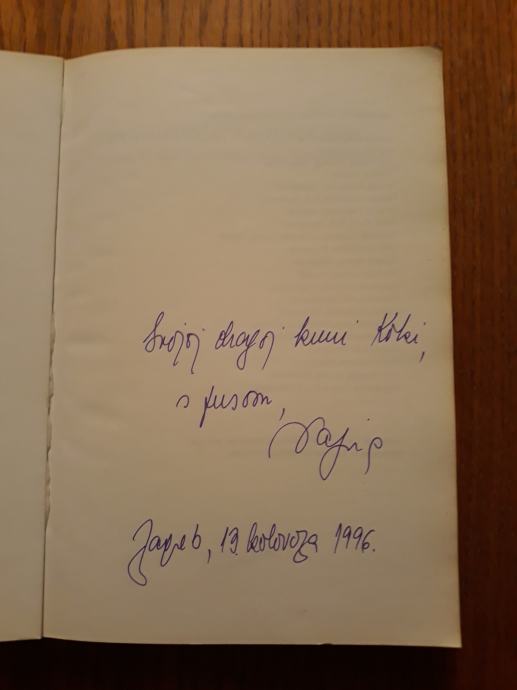 Svojoj dragoj kumi Koki,
s pusom,
Zagreb, 19. kolovoza 1996.